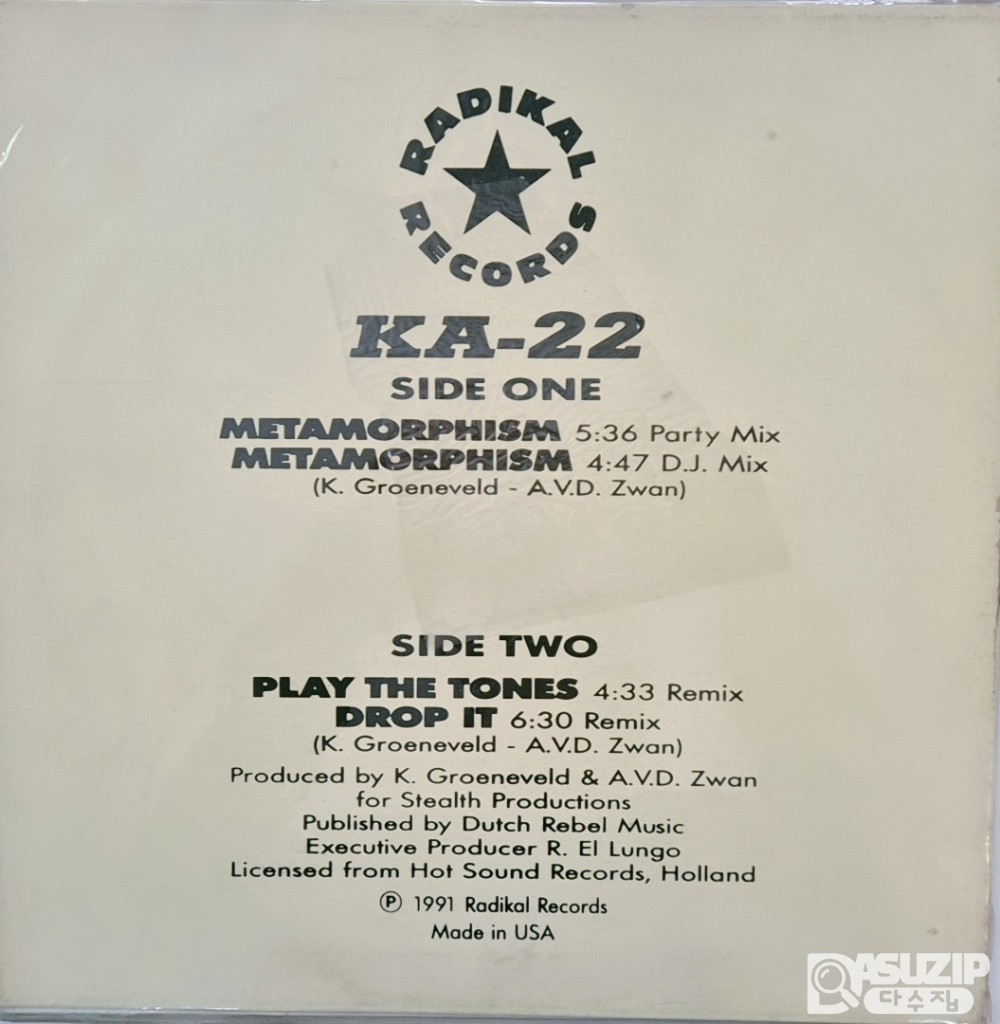 RADIKAL
RECORDS
KA-22
SIDE ONE
METAMORPHISM 5:36 Party Mix
METAMORPHISM 4:47 D.J. Mix
(K. Groeneveld - A.V.D. Zwan)
SIDE TWO
PLAY THE TONES 4:33 Remix
DROP IT 6:30 Remix
(K. Groeneveld - A.V.D. Zwan)
Produced by K. Groeneveld & A.V.D. Zwan
for Stealth Productions
Published by Dutch Rebel Music
Executive Producer R. El Lungo
Licensed from Hot Sound Records, Holland
℗ 1991 Radikal Records
Made in USA
DASUZIP
다수집